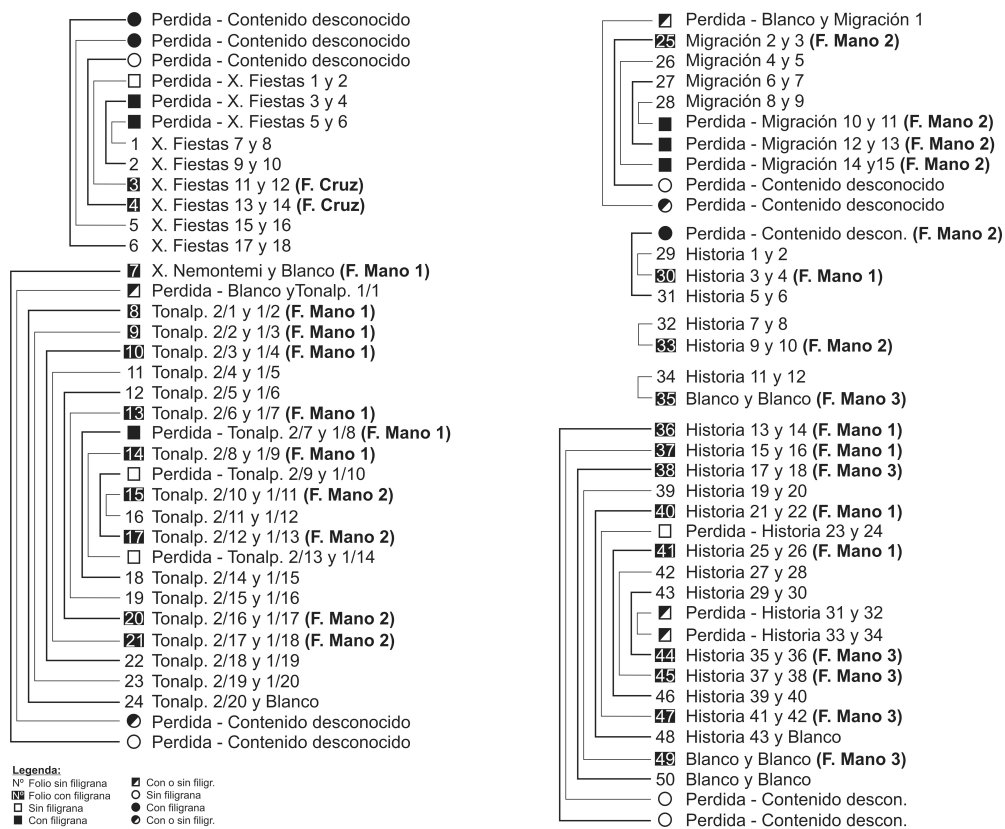 Perdida - Contenido desconocido
Perdida - Contenido desconocido
Perdida - Contenido desconocido
Perdida - X. Fiestas 1 y 2
Perdida - X. Fiestas 3 y 4
Perdida - X. Fiestas 5 y 6
1 X. Fiestas 7 y 8
2 X. Fiestas 9 y 10
3 X. Fiestas 11 y 12 (F. Cruz)
4 X. Fiestas 13 y 14 (F. Cruz)
5 X. Fiestas 15 y 16
6 X. Fiestas 17 y 18
7 X. Nemontemi y Blanco (F. Mano 1)
Perdida - Blanco yTonalp. 1/1
8 Tonalp. 2/1 y 1/2 (F. Mano 1)
9 Tonalp. 2/2 y 1/3 (F. Mano 1)
10 Tonalp. 2/3 y 1/4 (F. Mano 1)
11 Tonalp. 2/4 y 1/5
12 Tonalp. 2/5 y 1/6
13 Tonalp. 2/6 y 1/7 (F. Mano 1)
Perdida - Tonalp. 2/7 y 1/8 (F. Mano 1)
14 Tonalp. 2/8 y 1/9 (F. Mano 1)
Perdida - Tonalp. 2/9 y 1/10
15 Tonalp. 2/10 y 1/11 (F. Mano 2)
16 Tonalp. 2/11 y 1/12
17 Tonalp. 2/12 y 1/13 (F. Mano 2)
Perdida - Tonalp. 2/13 y 1/14
18 Tonalp. 2/14 y 1/15
19 Tonalp. 2/15 y 1/16
20 Tonalp. 2/16 y 1/17 (F. Mano 2)
21 Tonalp. 2/17 y 1/18 (F. Mano 2)
22 Tonalp. 2/18 y 1/19
23 Tonalp. 2/19 y 1/20
24 Tonalp. 2/20 y Blanco
Perdida - Contenido desconocido
Perdida - Contenido desconocido
Legenda:
Nº Folio sin filigrana
Nº Folio con filigrana
Sin filigrana
Con filigrana
Con o sin filigr.
Sin filigrana
Con filigrana
Con o sin filigr.
Perdida - Blanco y Migración 1
25 Migración 2 y 3 (F. Mano 2)
26 Migración 4 y 5
27 Migración 6 y 7
28 Migración 8 y 9
Perdida - Migración 10 y 11 (F. Mano 2)
Perdida - Migración 12 y 13 (F. Mano 2)
Perdida - Migración 14 y15 (F. Mano 2)
Perdida - Contenido desconocido
Perdida - Contenido desconocido
Perdida - Contenido descon. (F. Mano 2)
29 Historia 1 y 2
30 Historia 3 y 4 (F. Mano 1)
31 Historia 5 y 6
32 Historia 7 y 8
33 Historia 9 y 10 (F. Mano 2)
34 Historia 11 y 12
35 Blanco y Blanco (F. Mano 3)
36 Historia 13 y 14 (F. Mano 1)
37 Historia 15 y 16 (F. Mano 1)
38 Historia 17 y 18 (F. Mano 3)
39 Historia 19 y 20
40 Historia 21 y 22 (F. Mano 1)
Perdida - Historia 23 y 24
41 Historia 25 y 26 (F. Mano 1)
42 Historia 27 y 28
43 Historia 29 y 30
Perdida - Historia 31 y 32
Perdida - Historia 33 y 34
44 Historia 35 y 36 (F. Mano 3)
45 Historia 37 y 38 (F. Mano 3)
46 Historia 39 y 40
47 Historia 41 y 42 (F. Mano 3)
48 Historia 43 y Blanco
49 Blanco y Blanco (F. Mano 3)
50 Blanco y Blanco
Perdida - Contenido descon.
Perdida - Contenido descon.